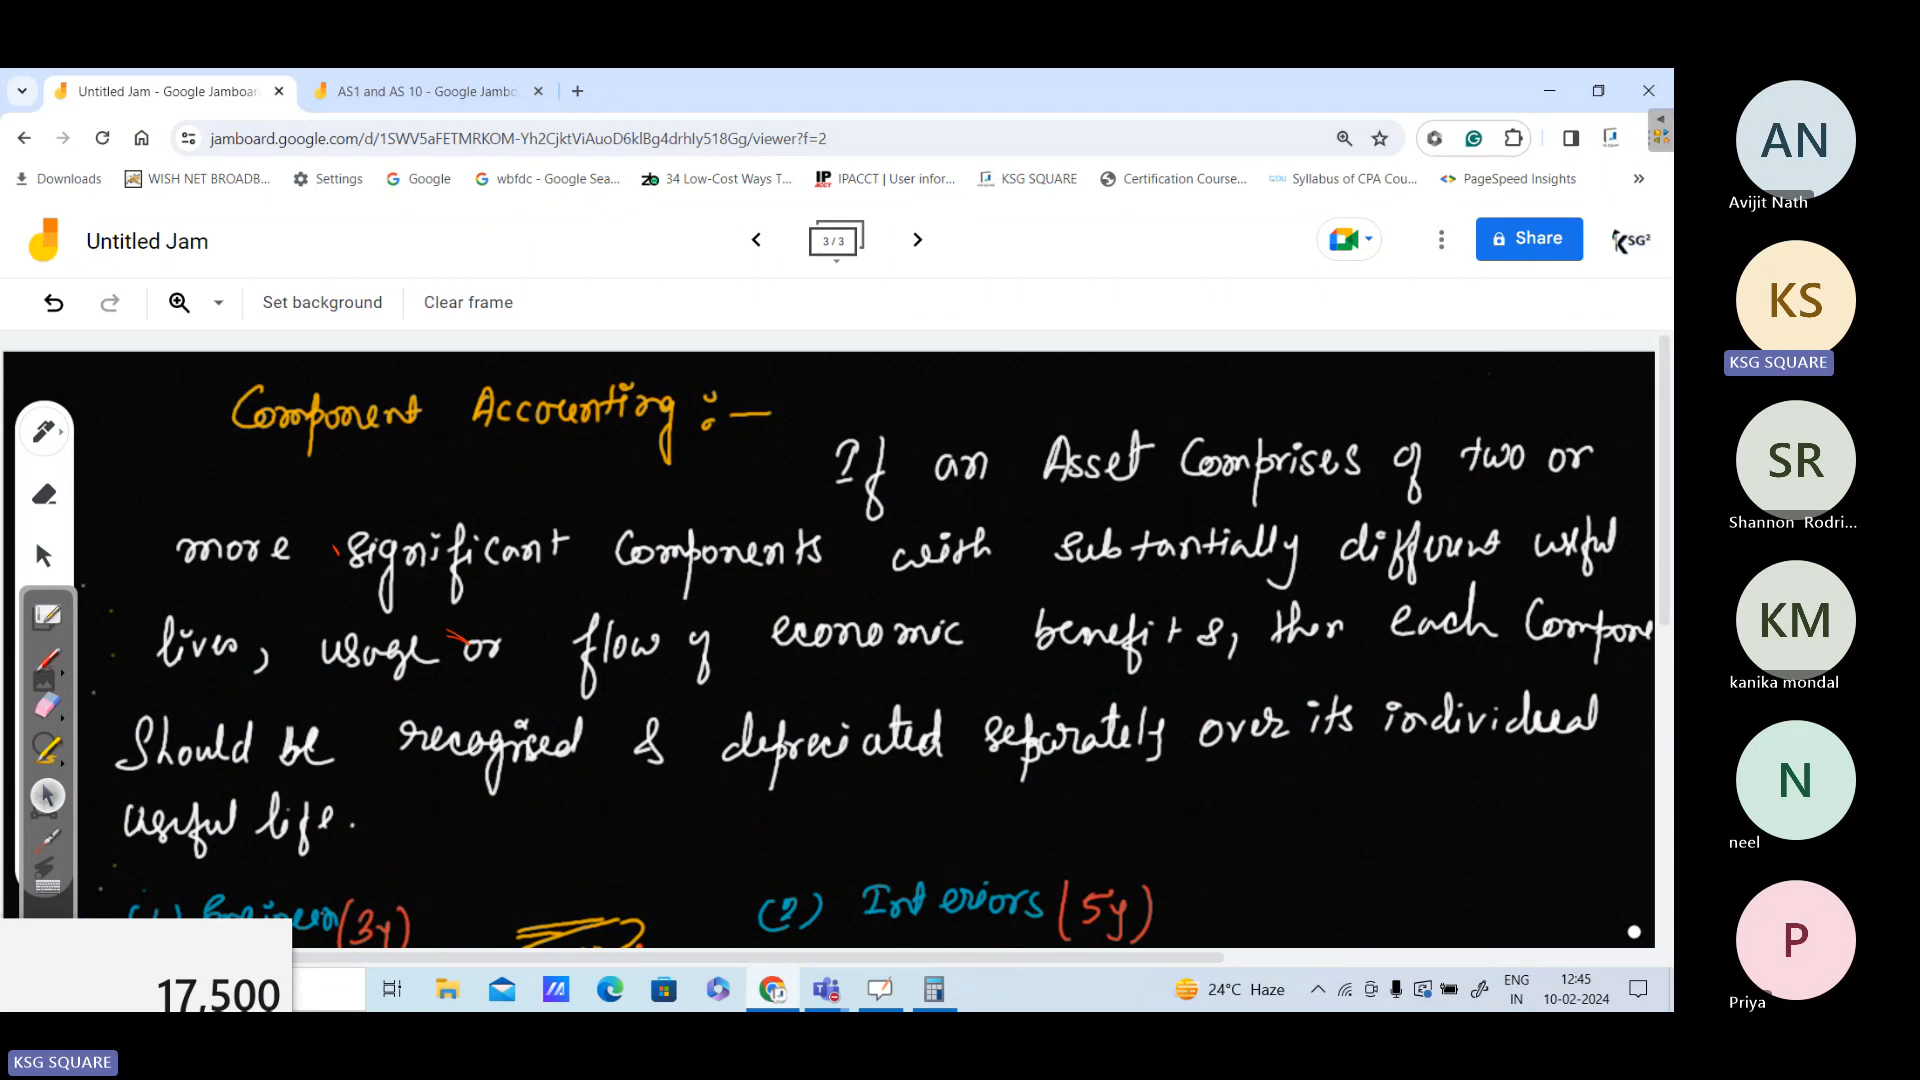 Untitled Jam - Google Jamboar
AS1 and AS 10 - Google Jambo
jamboard.google.com/d/1SWV5aFETMRKOM-Yh2CjktViAuoD6klBg4drhIy518Gg/viewer?f=2
Downloads
WISH NET BROADB...
Settings
Google
wbfdc - Google Sea...
34 Low-Cost Ways T...
IPACCT | User infor...
KSG SQUARE
Certification Course...
Syllabus of CPA Cou...
PageSpeed Insights
Untitled Jam
3 / 3
Share
KSG²
Set background
Clear frame
Component Accounting :-
If an Asset Comprises of two or
more significant Components with substantially different useful
lives, usage or flow of economic benefits, then each Compone
Should be recognised & depreciated separately over its individual
useful life.
(3y)
(2) Interiors (5y)
17,500
24°C Haze
ENG
IN
12:45
10-02-2024
AN
Avijit Nath
KS
KSG SQUARE
SR
Shannon Rodri...
KM
kanika mondal
N
neel
P
Priya
KSG SQUARE